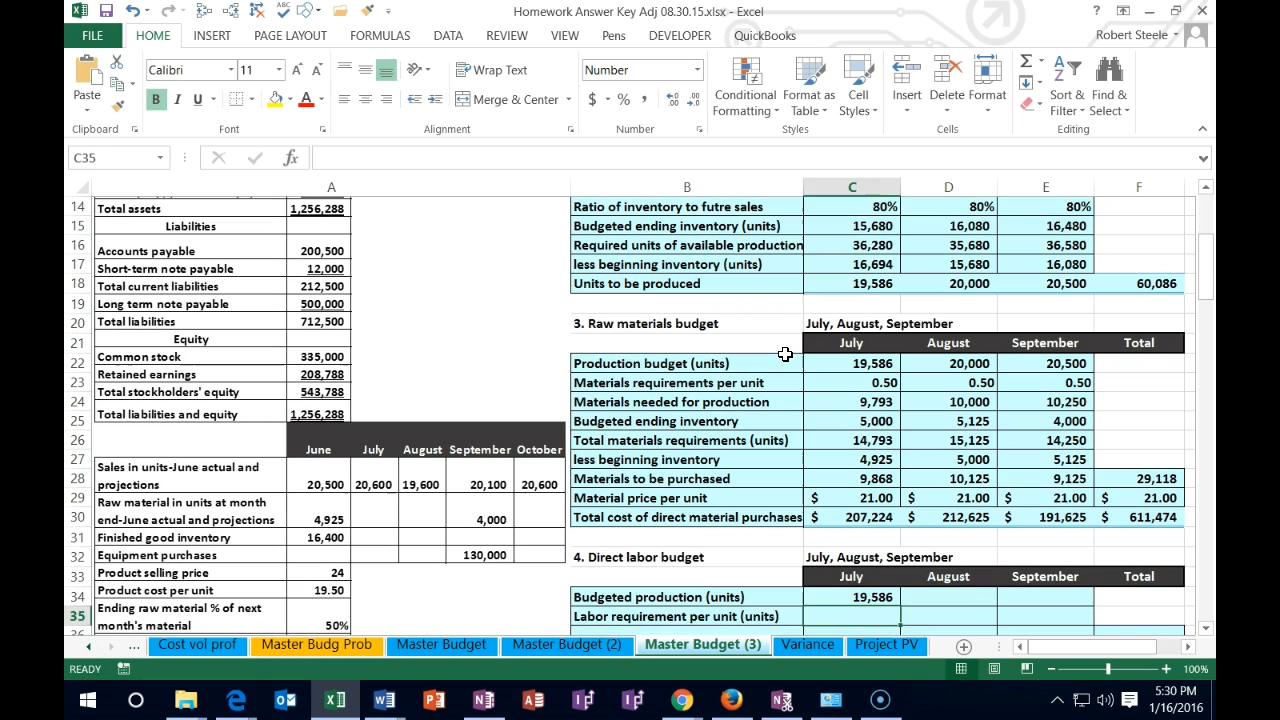 Homework Answer Key Adj 08.30.15.xlsx - Excel
FILE HOME INSERT PAGE LAYOUT FORMULAS DATA REVIEW VIEW Pens DEVELOPER QuickBooks Robert Steele
Paste Calibri 11 Wrap Text Merge & Center Number Conditional Formatting Format as Table Cell Styles Insert Delete Format Sort & Filter Find & Select
Clipboard Font Alignment Number Styles Cells Editing
C35
A B C D E F
14 Total assets 1,256,288 Ratio of inventory to futre sales 80% 80% 80%
15 Liabilities Budgeted ending inventory (units) 15,680 16,080 16,480
16 Accounts payable 200,500 Required units of available production 36,280 35,680 36,580
17 Short-term note payable 12,000 less beginning inventory (units) 16,694 15,680 16,080
18 Total current liabilities 212,500 Units to be produced 19,586 20,000 20,500 60,086
19 Long term note payable 500,000
20 Total liabilities 712,500 3. Raw materials budget July, August, September
21 Equity July August September Total
22 Common stock 335,000 Production budget (units) 19,586 20,000 20,500
23 Retained earnings 208,788 Materials requirements per unit 0.50 0.50 0.50
24 Total stockholders' equity 543,788 Materials needed for production 9,793 10,000 10,250
25 Total liabilities and equity 1,256,288 Budgeted ending inventory 5,000 5,125 4,000
26 June July August September October Total materials requirements (units) 14,793 15,125 14,250
27 Sales in units-June actual and less beginning inventory 4,925 5,000 5,125
28 projections 20,500 20,600 19,600 20,100 20,600 Materials to be purchased 9,868 10,125 9,125 29,118
29 Raw material in units at month Material price per unit $ 21.00 $ 21.00 $ 21.00 $ 21.00
30 end-June actual and projections 4,925 4,000 Total cost of direct material purchases $ 207,224 $ 212,625 $ 191,625 $ 611,474
31 Finished good inventory 16,400
32 Equipment purchases 130,000 4. Direct labor budget July, August, September
33 Product selling price 24 July August September Total
34 Product cost per unit 19.50 Budgeted production (units) 19,586
35 Ending raw material % of next Labor requirement per unit (units)
36 month's material 50%
... Cost vol prof Master Budg Prob Master Budget Master Budget (2) Master Budget (3) Variance Project PV
READY 100%
5:30 PM
1/16/2016